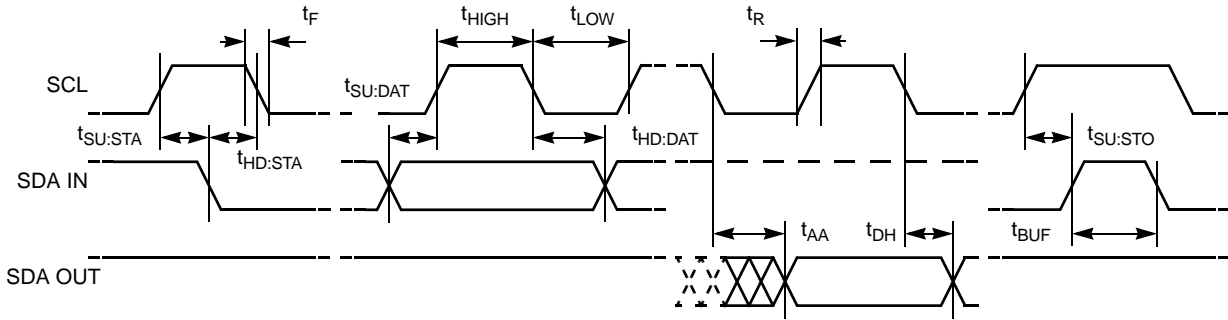 tF
tHIGH
tLOW
tR
SCL
tSU:DAT
tSU:STA
tHD:STA
tHD:DAT
tSU:STO
SDA IN
tAA
tDH
tBUF
SDA OUT